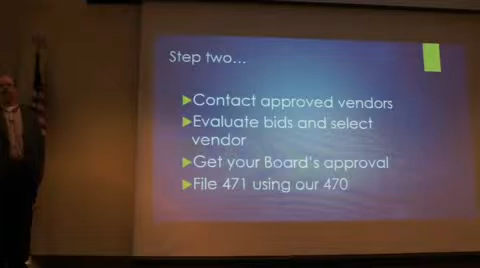 Step two...
Contact approved vendors
Evaluate bids and select
vendor
Get your Board's approval
File 471 using our 470